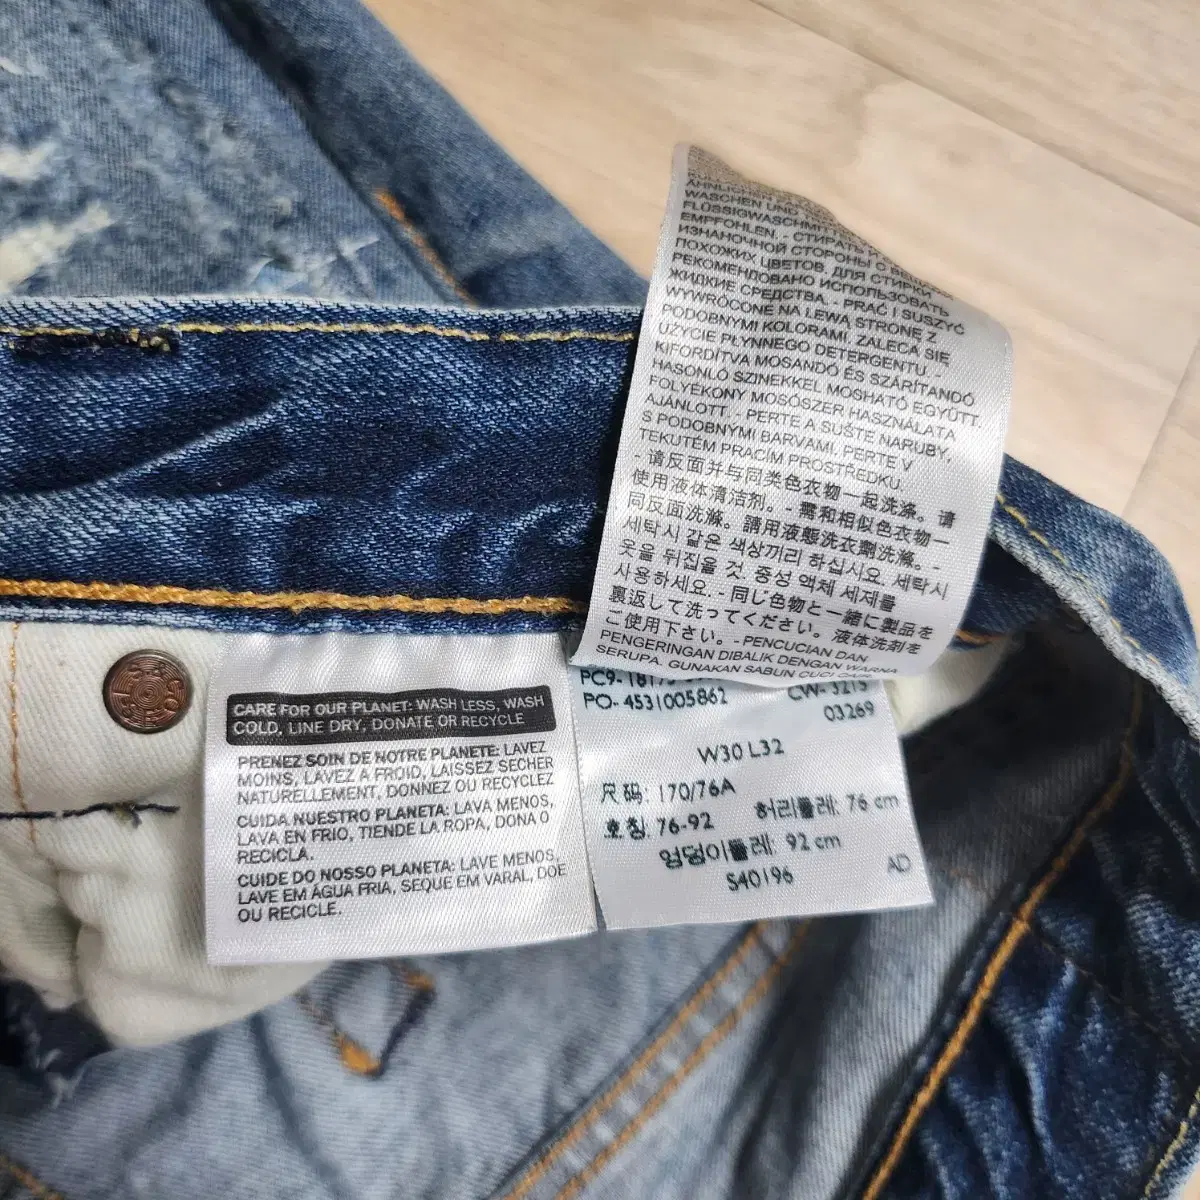 ÄHNLICHEN
WASCHEN UND
FLÜSSIGWASCHMI
EMPFOHLEN. - СТИРАТЬ И
ИЗНАНОЧНОЙ СТОРОНЫ С ВЕЩАМИ
ПОХОЖИХ ЦВЕТОВ, ДЛЯ СТИРКИ
РЕКОМЕНДОВАНО ИСПОЛЬЗОВАТЬ
ЖИДКИЕ СРЕДСТВА. - PRAĆ I SUSZYĆ
WYWRÓCONE NA LEWĄ STRONĘ Z
PODOBNYMI KOLORAMI. ZALECA SIĘ
UŻYCIE PŁYNNEGO DETERGENTU. -
KIFORDÍTVA MOSANDÓ ÉS SZÁRÍTANDÓ
HASONLÓ SZINEKKEL MOSHATÓ EGYÜTT.
FOLYÉKONY MOSÓSZER HASZNÁLATA
AJÁNLOTT. - PERTE A SUŠTE NARUBY,
S PODOBNÝMI BARVAMI, PERTE V
TEKUTÉM PRACÍM PROSTŘEDKU.
- 请反面并与同类色衣物一起洗涤。请
使用液体清洁剂。- 需和相似色衣物一
同反面洗滌。請用液態洗衣劑洗滌。-
세탁시 같은 색상끼리 하십시요. 세탁시
옷을 뒤집을 것. 중성 액체 세제를
사용하세요. - 同じ色物と一緒に製品を
裏返して洗ってください。液体洗剤を
ご使用下さい。- PENCUCIAN DAN
PENGERINGAN DIBALIK DENGAN WARNA
SERUPA. GUNAKAN SABUN CUCI CAIR
PO- 4531005862 CW- 3215
03269
W30 L32
尺码: 170/76A
호칭: 76-92 허리둘레: 76 cm
엉덩이둘레: 92 cm
S40196 AD
CARE FOR OUR PLANET: WASH LESS, WASH
COLD, LINE DRY, DONATE OR RECYCLE
PRENEZ SOIN DE NOTRE PLANETE: LAVEZ
MOINS, LAVEZ À FROID, LAISSEZ SÉCHER
NATURELLEMENT, DONNEZ OU RECYCLEZ
CUIDA NUESTRO PLANETA: LAVA MENOS,
LAVA EN FRIO, TIENDE LA ROPA, DONA O
RECICLA.
CUIDE DO NOSSO PLANETA: LAVE MENOS,
LAVE EM ÁGUA FRIA, SEQUE EM VARAL, DOE
OU RECICLE.